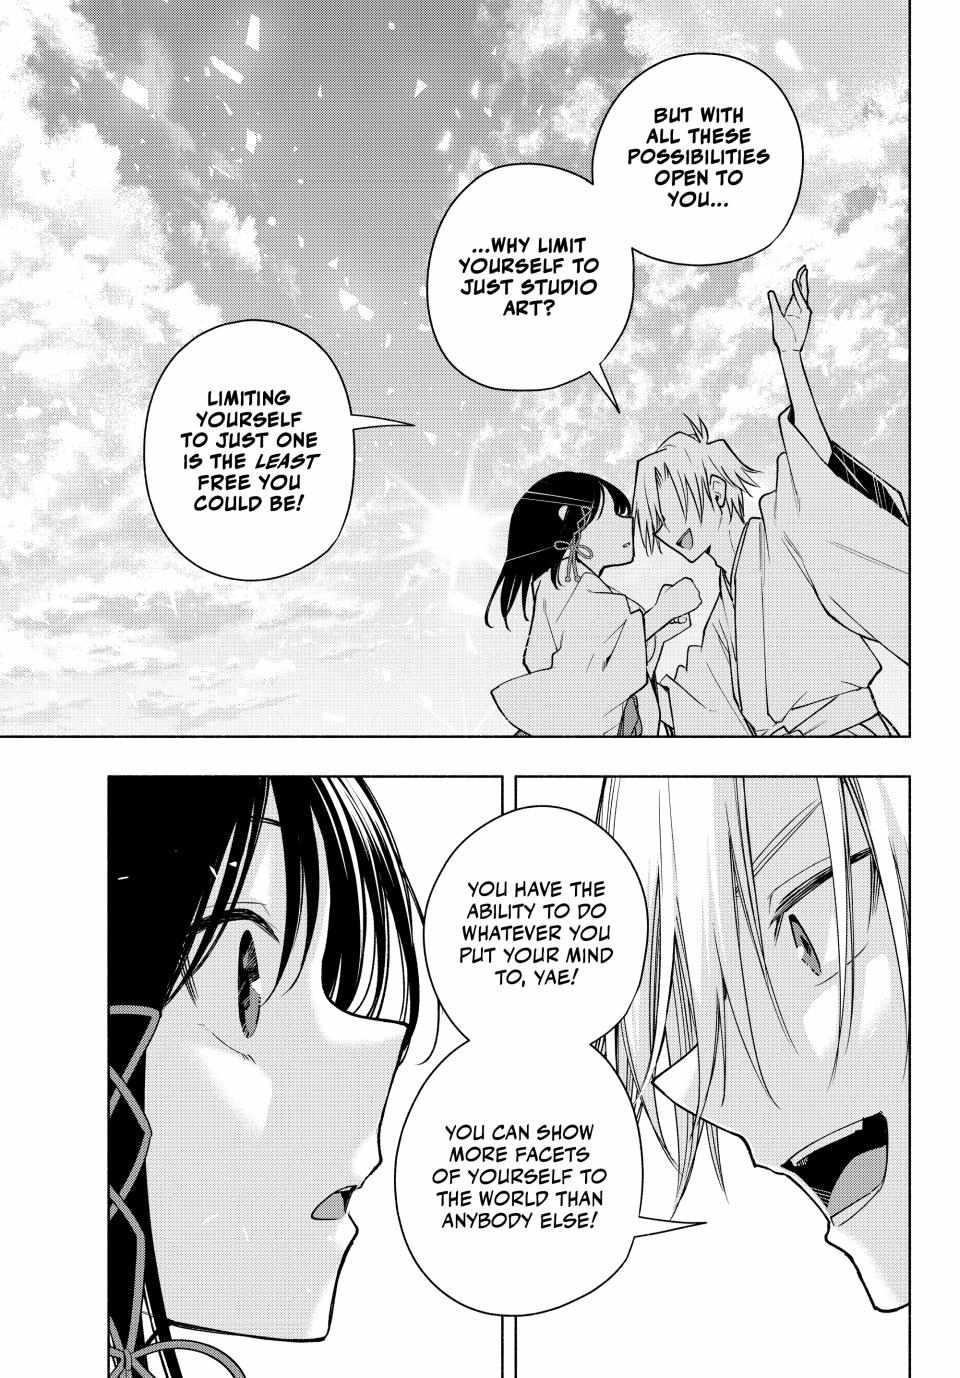 BUT WITH
ALL THESE
POSSIBILITIES
OPEN TO
YOU...
...WHY LIMIT
YOURSELF TO
JUST STUDIO
ART?
LIMITING
YOURSELF
TO JUST ONE
IS THE LEAST
FREE YOU
COULD BE!
YOU HAVE THE
ABILITY TO DO
WHATEVER YOU
PUT YOUR MIND
TO, YAE!
YOU CAN SHOW
MORE FACETS
OF YOURSELF TO
THE WORLD THAN
ANYBODY ELSE!